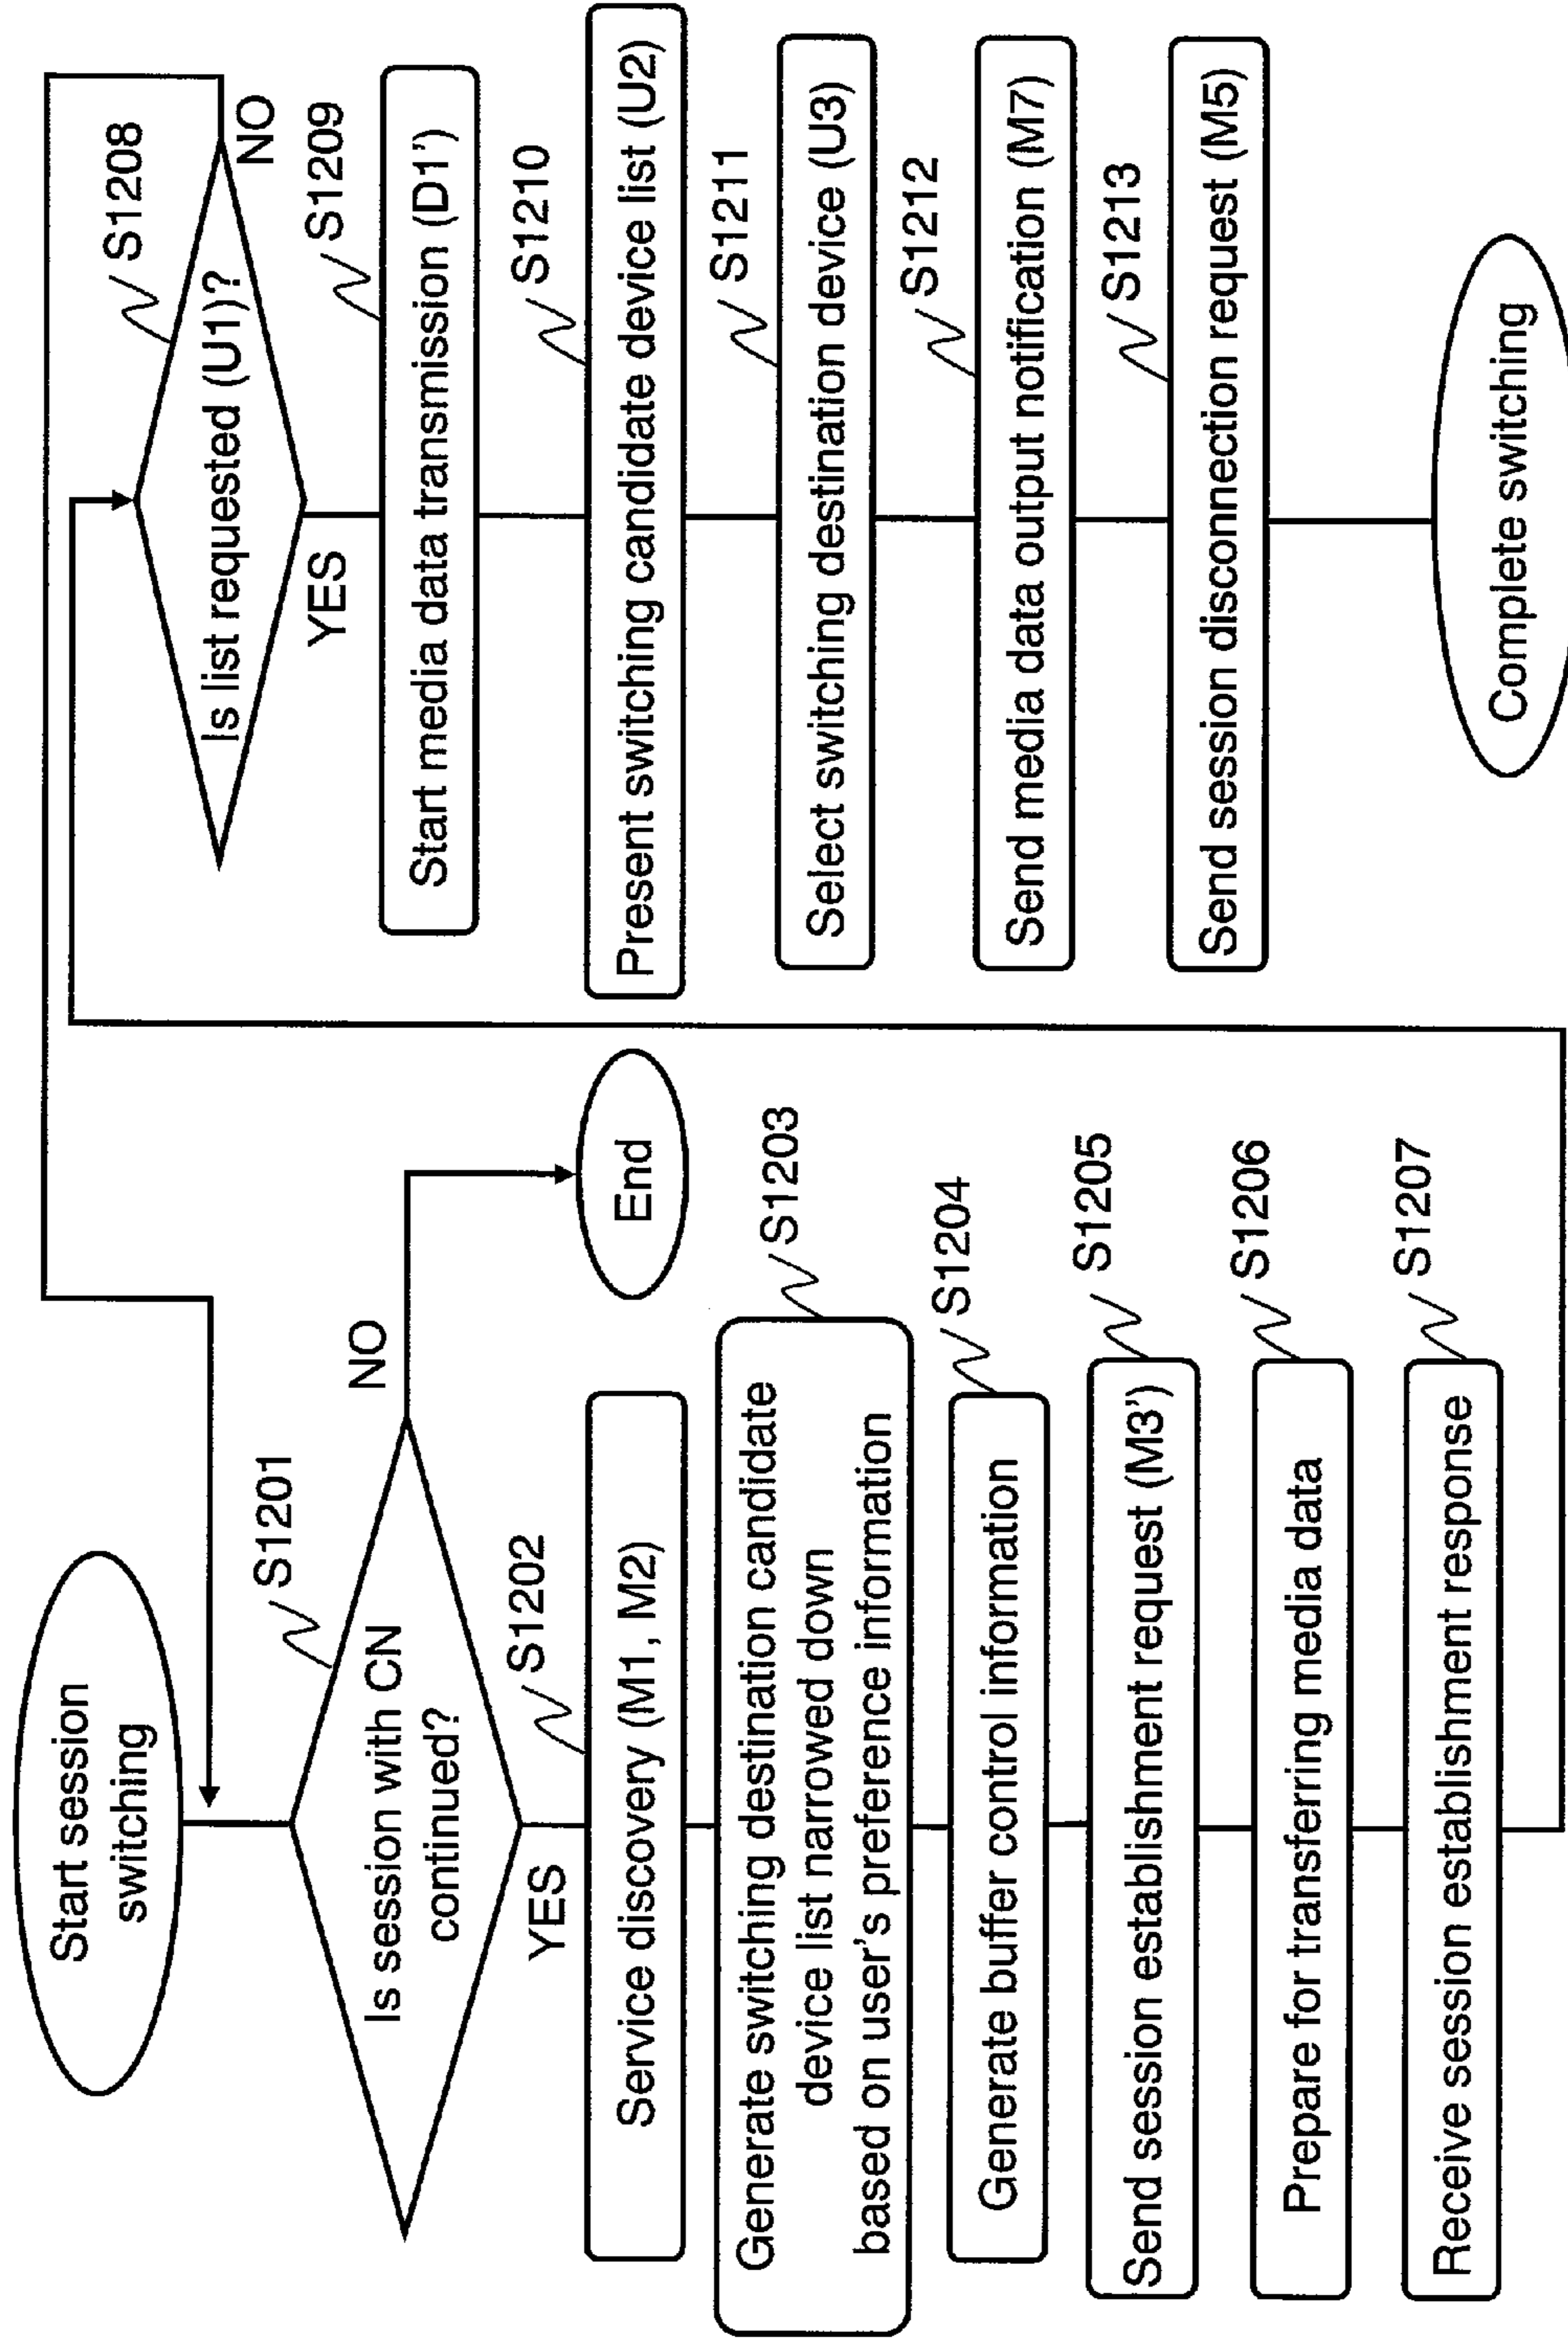 Start session
switching
S1201
Is session with CN
continued?
NO
YES
End
S1202
Service discovery (M1, M2)
S1203
Generate switching destination candidate
device list narrowed down
based on user's preference information
S1204
Generate buffer control information
S1205
Send session establishment request (M3')
S1206
Prepare for transferring media data
S1207
Receive session establishment response
S1208
Is list requested (U1)?
NO
YES
S1209
Start media data transmission (D1')
S1210
Present switching candidate device list (U2)
S1211
Select switching destination device (U3)
S1212
Send media data output notification (M7)
S1213
Send session disconnection request (M5)
Complete switching